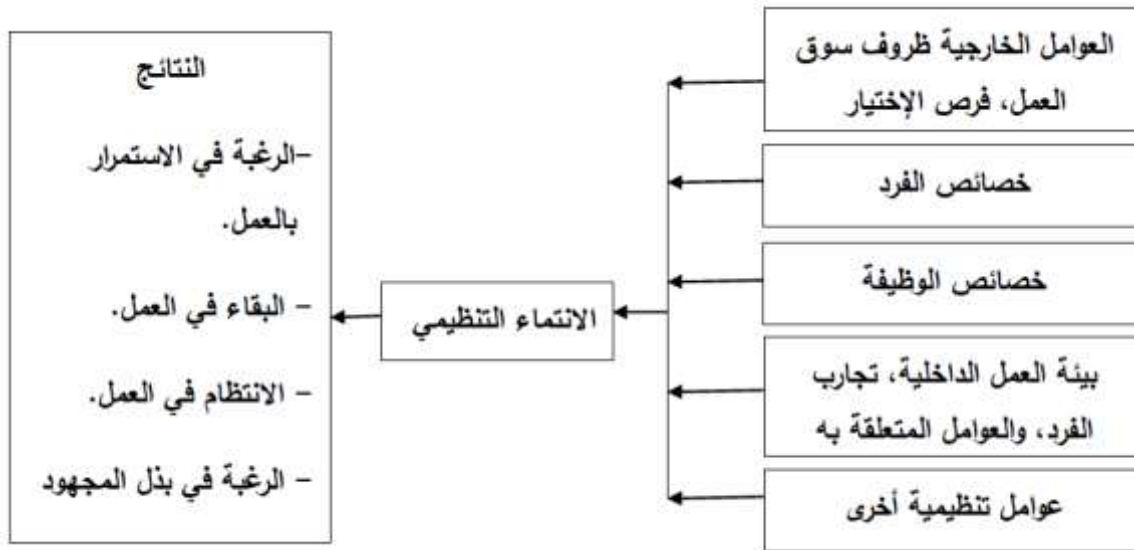 العوامل الخارجية ظروف سوق
العمل، فرص الإختيار
خصائص الفرد
خصائص الوظيفة
بيئة العمل الداخلية، تجارب
الفرد، والعوامل المتعلقة به
عوامل تنظيمية أخرى
الانتماء التنظيمي
النتائج
-الرغبة في الاستمرار
بالعمل.
- البقاء في العمل.
- الانتظام في العمل.
- الرغبة في بذل المجهود